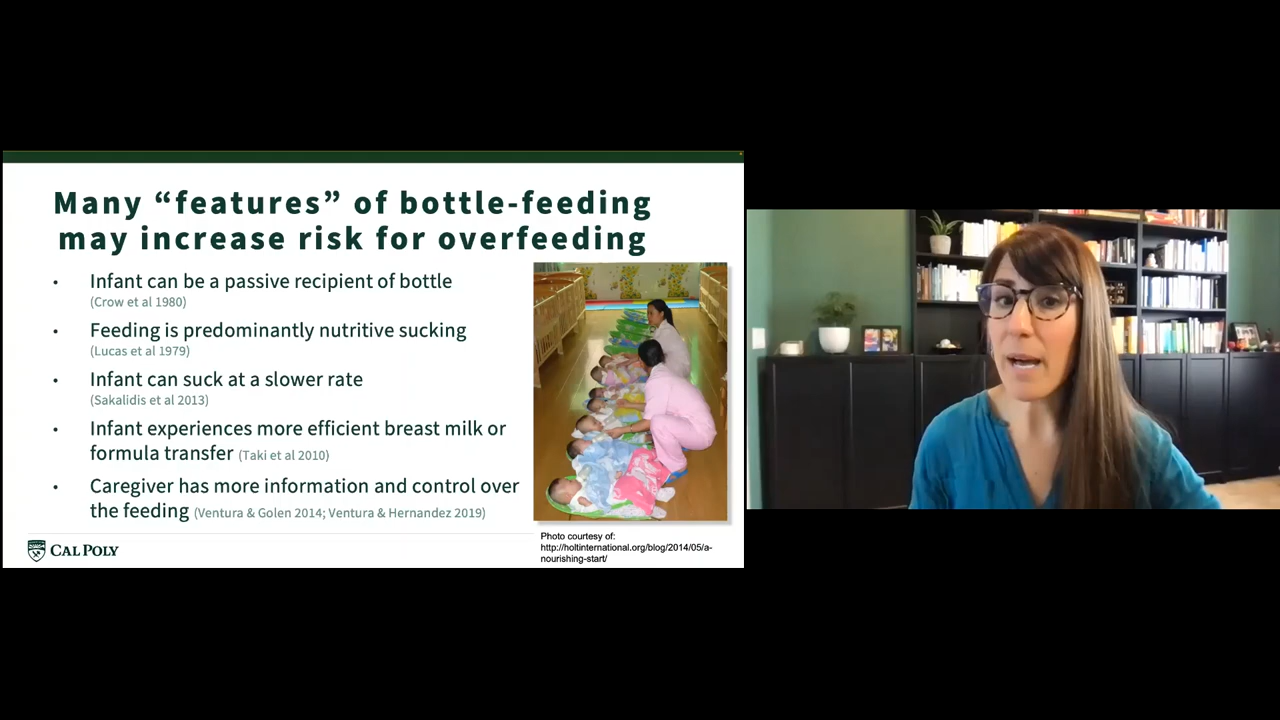 Many “features” of bottle-feeding
may increase risk for overfeeding
• Infant can be a passive recipient of bottle
(Crow et al 1980)
• Feeding is predominantly nutritive sucking
(Lucas et al 1979)
• Infant can suck at a slower rate
(Sakalidis et al 2013)
• Infant experiences more efficient breast milk or
formula transfer (Taki et al 2010)
• Caregiver has more information and control over
the feeding (Ventura & Golen 2014; Ventura & Hernandez 2019)
CAL POLY
Photo courtesy of:
http://holtinternational.org/blog/2014/05/a-
nourishing-start/